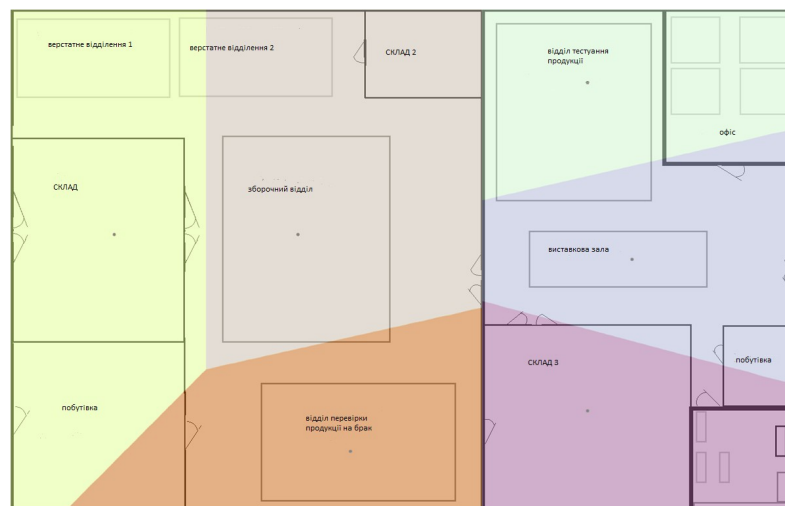 верстатне відділення 1
верстатне відділення 2
СКЛАД 2
відділ тестуання
продукції
офіс
СКЛАД
зборочний відділ
виставкова зала
СКЛАД 3
побутівка
побутівка
відділ перевірки
продукції на брак